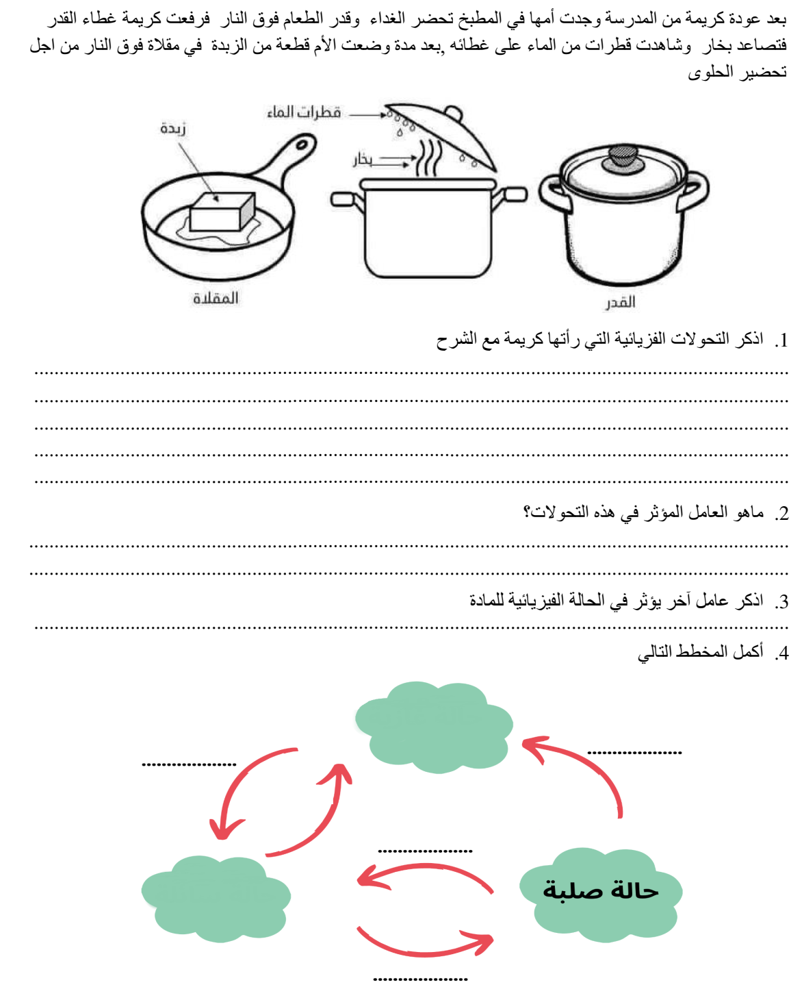 بعد عودة كريمة من المدرسة وجدت أمها في المطبخ تحضر الغداء وقدر الطعام فوق النار فرفعت كريمة غطاء القدر
فتصاعد بخار وشاهدت قطرات من الماء على غطائه ,بعد مدة وضعت الأم قطعة من الزبدة في مقلاة فوق النار من اجل
تحضير الحلوى
قطرات الماء
زبدة
بخار
المقلاة
القدر
1. اذكر التحولات الفزيائية التي رأتها كريمة مع الشرح
................................................................
................................................................
................................................................
................................................................
................................................................
2. ماهو العامل المؤثر في هذه التحولات؟
................................................................
................................................................
3. اذكر عامل آخر يؤثر في الحالة الفيزيائية للمادة
................................................................
4. أكمل المخطط التالي
...................
...................
...................
حالة صلبة
...................